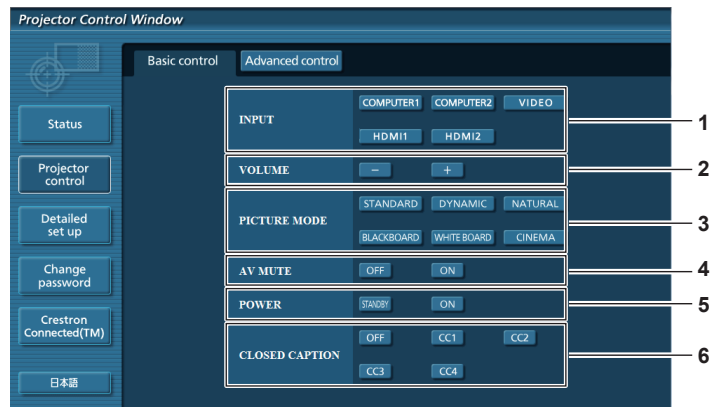 Projector Control Window
Basic control Advanced control
Status
Projector
control
Detailed
set up
Change
password
Crestron
Connected(TM)
日本語
INPUT
COMPUTER1 COMPUTER2 VIDEO
HDMI1 HDMI2
1
VOLUME - +
2
PICTURE MODE
STANDARD DYNAMIC NATURAL
BLACKBOARD WHITE BOARD CINEMA
3
AV MUTE OFF ON
4
POWER STANDBY ON
5
CLOSED CAPTION
OFF CC1 CC2
CC3 CC4
6